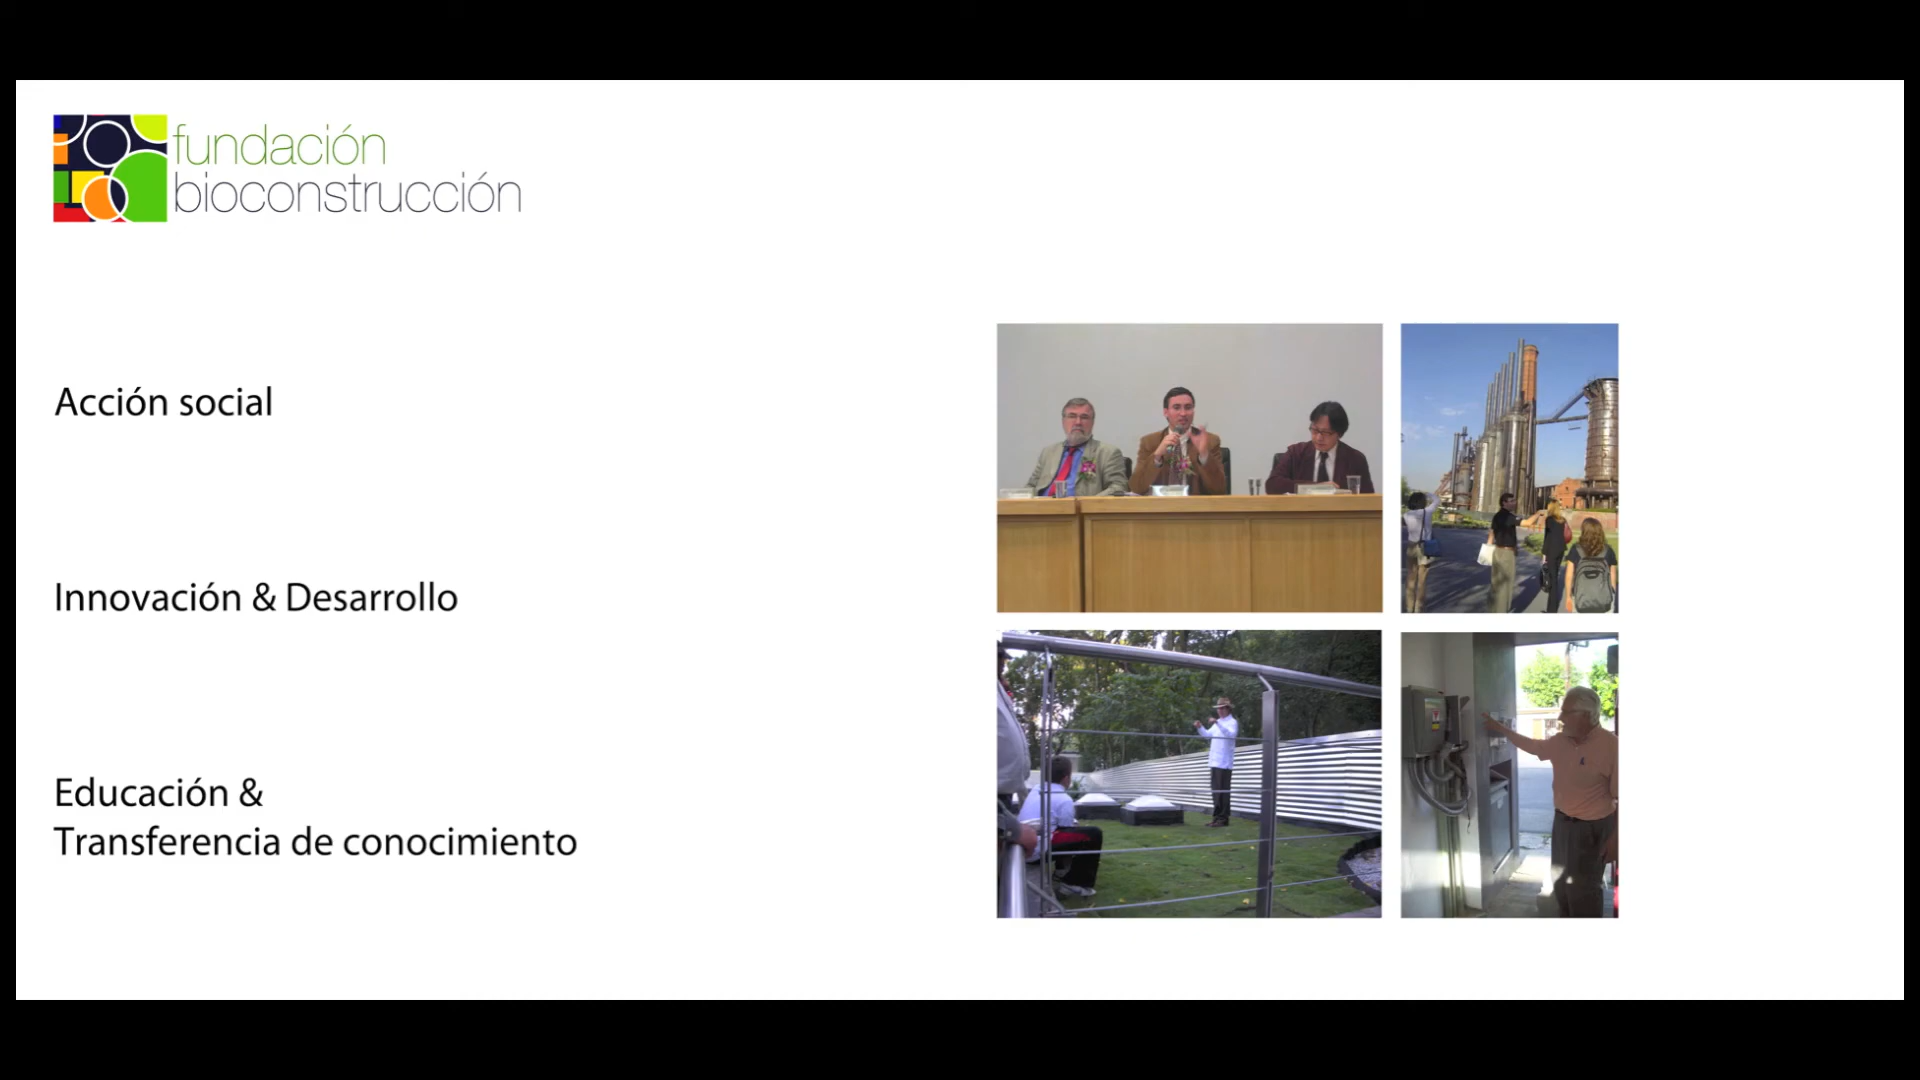 fundación
bioconstrucción
Acción social
Innovación & Desarrollo
Educación &
Transferencia de conocimiento